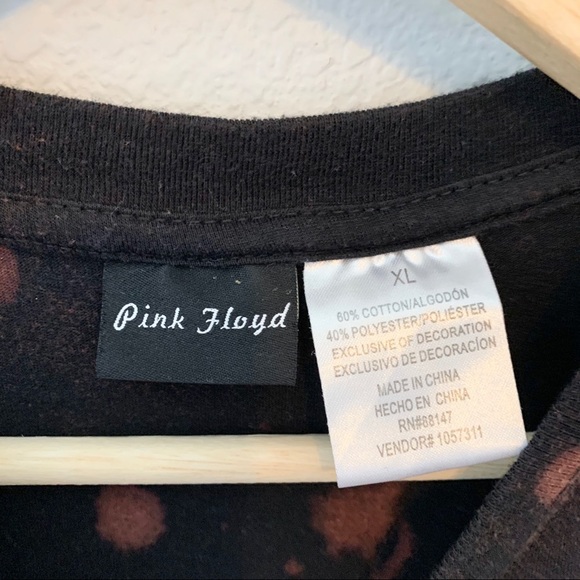 Pink Floyd
XL
60% COTTON/ALGODÓN
40% POLYESTER/POLIÉSTER
EXCLUSIVE OF DECORATION
EXCLUSIVO DE DECORACIÓN
MADE IN CHINA
HECHO EN CHINA
RN#88147
VENDOR# 1057311